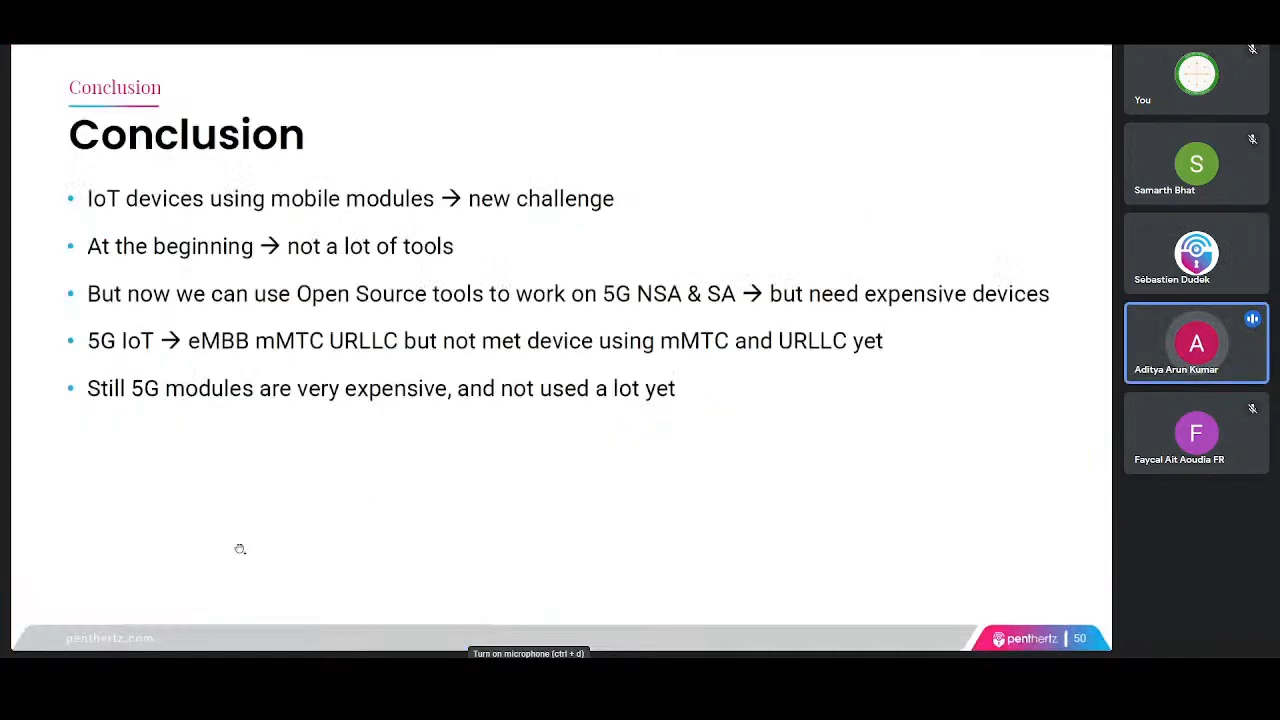 Conclusion
Conclusion
• IoT devices using mobile modules → new challenge
• At the beginning → not a lot of tools
• But now we can use Open Source tools to work on 5G NSA & SA → but need expensive devices
• 5G IoT → eMBB mMTC URLLC but not met device using mMTC and URLLC yet
• Still 5G modules are very expensive, and not used a lot yet
penthertz.com
penthertz | 50
Turn on microphone (ctrl + d)
You
S
Samarth Bhat
Sébastien Dudek
A
Aditya Arun Kumar
F
Faycal Ait Aoudia FR